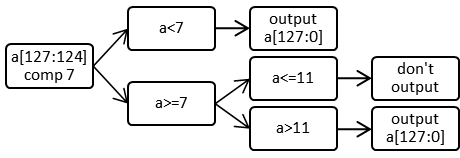 a[127:124]
comp 7
a<7
output
a[127:0]
a>=7
a<=11
don't
output
a>11
output
a[127:0]